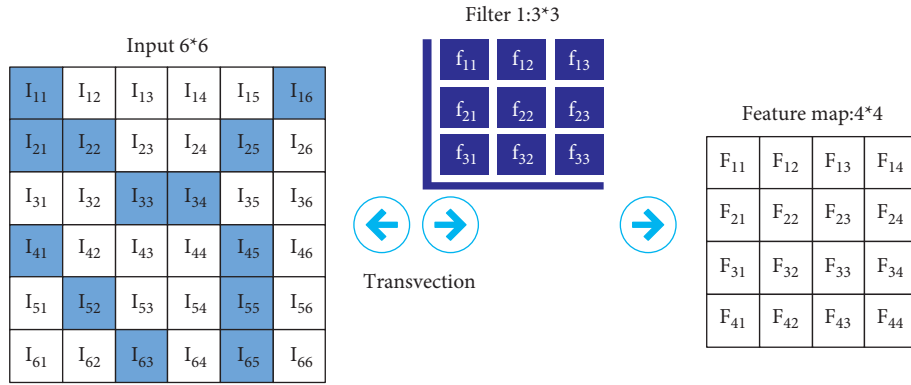 Input 6*6
I11 I12 I13 I14 I15 I16
I21 I22 I23 I24 I25 I26
I31 I32 I33 I34 I35 I36
I41 I42 I43 I44 I45 I46
I51 I52 I53 I54 I55 I56
I61 I62 I63 I64 I65 I66
Filter 1:3*3
f11 f12 f13
f21 f22 f23
f31 f32 f33
Transvection
Feature map:4*4
F11 F12 F13 F14
F21 F22 F23 F24
F31 F32 F33 F34
F41 F42 F43 F44